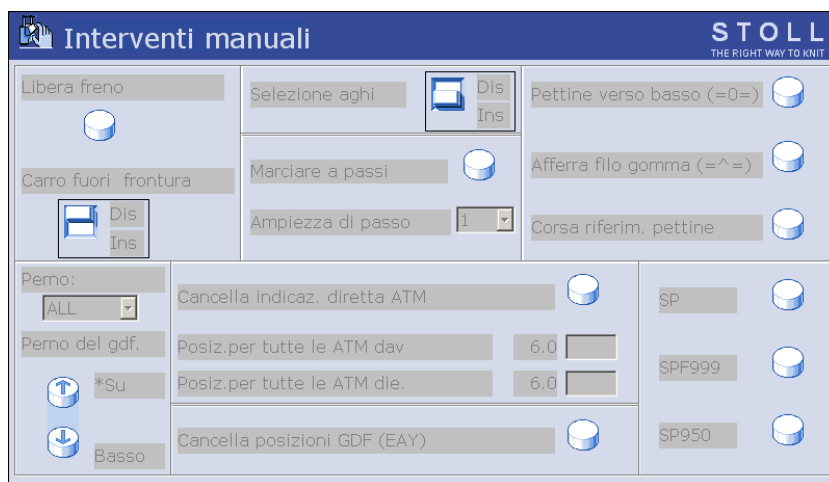 Interventi manuali
STOLL
THE RIGHT WAY TO KNIT
Libera freno
Carro fuori frontura
Dis
Ins
Selezione aghi
Dis
Ins
Marciare a passi
Ampiezza di passo 1
Pettine verso basso (=0=)
Afferra filo gomma (=^=)
Corsa riferim. pettine
Perno:
ALL
Perno del gdf.
*Su
Basso
Cancella indicaz. diretta ATM
Posiz.per tutte le ATM dav 6.0
Posiz.per tutte le ATM die. 6.0
Cancella posizioni GDF (EAY)
SP
SPF999
SP950